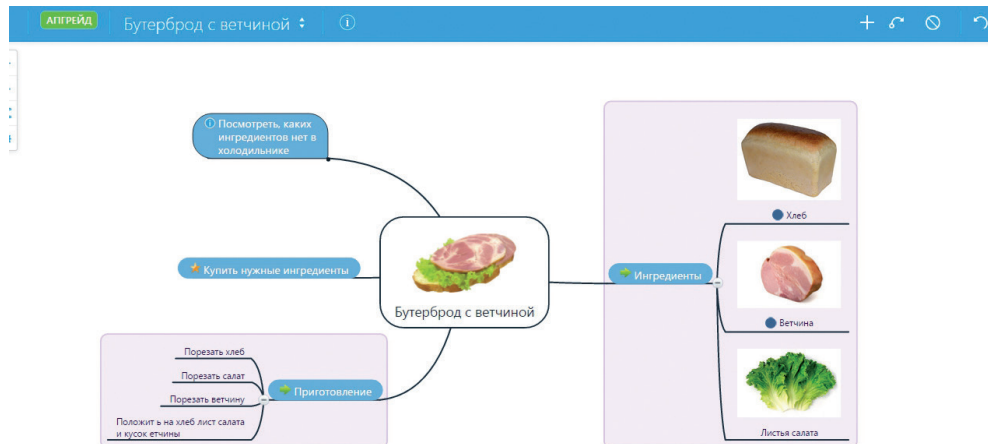 АПГРЕЙД
Бутерброд с ветчиной
Посмотреть, каких
ингредиентов нет в
холодильнике
Купить нужные ингредиенты
Бутерброд с ветчиной
Порезать хлеб
Порезать салат
Порезать ветчину
Положит ь на хлеб лист салата
и кусок етчины
Приготовление
Ингредиенты
Хлеб
Ветчина
Листья салата